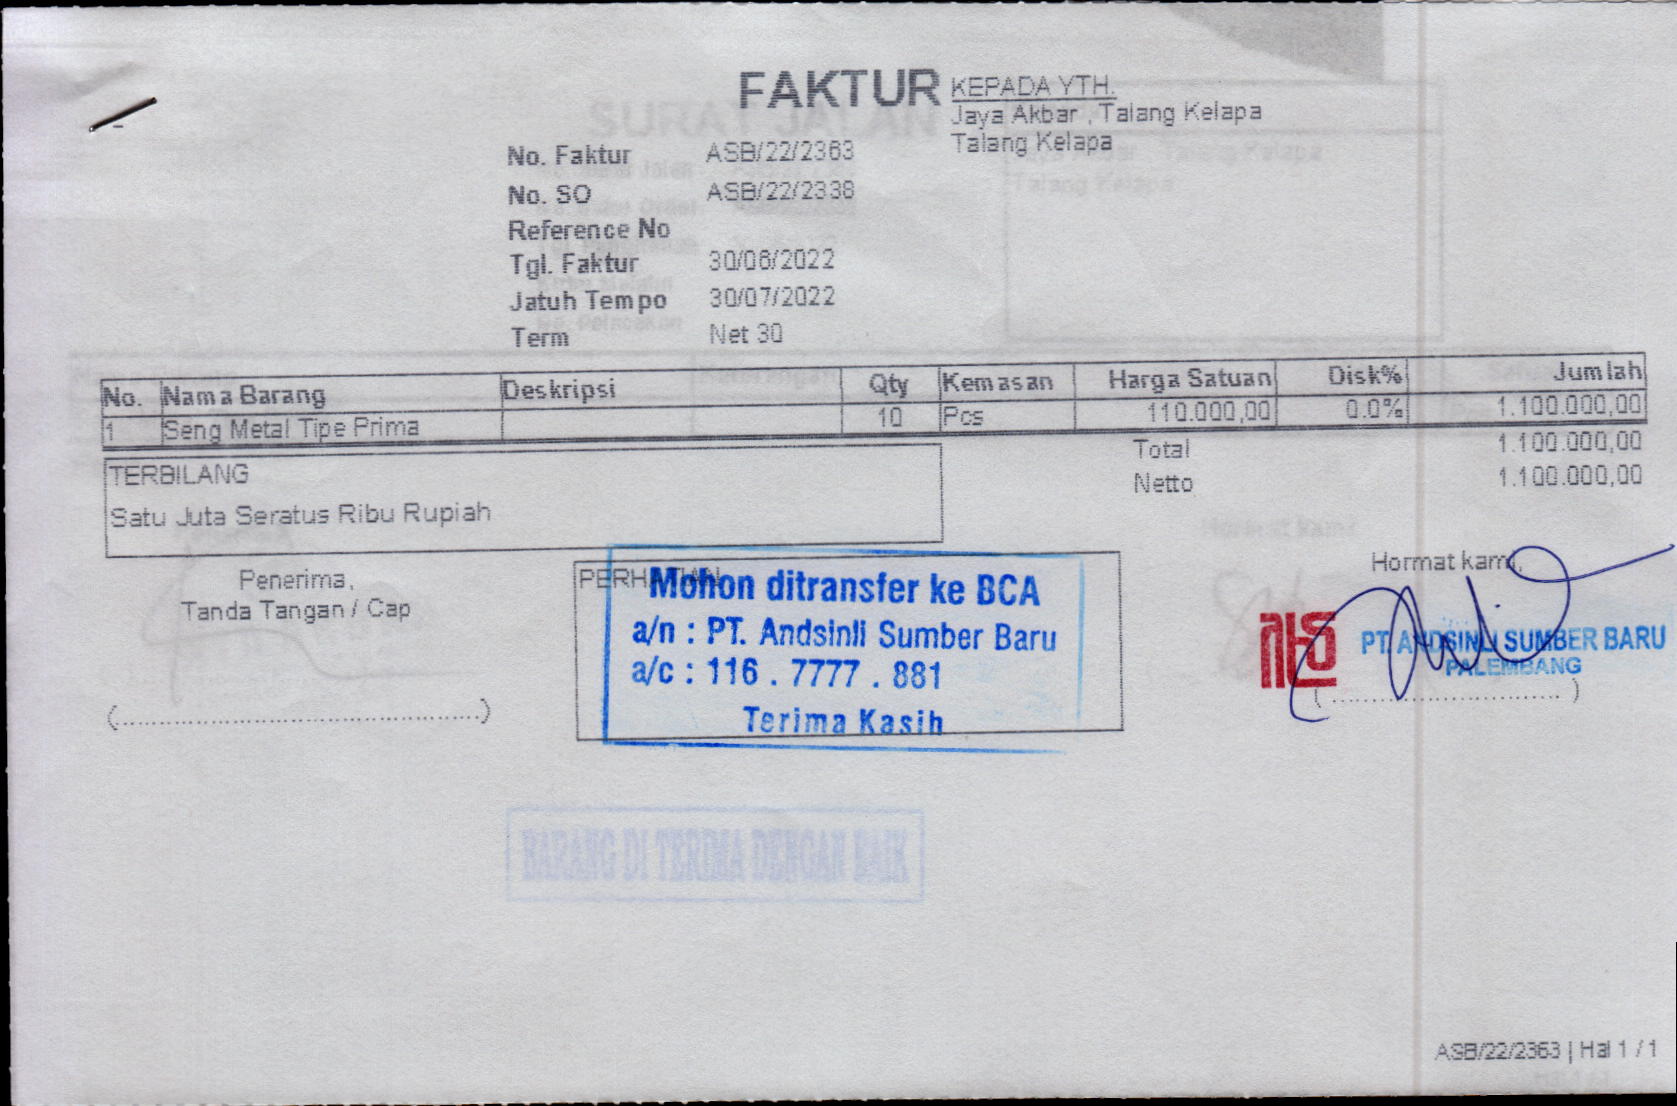 FAKTUR
KEPADA YTH.
Jaya Akbar , Talang Kelapa
Talang Kelapa
No. Faktur ASB/22/2363
No. SO ASB/22/2338
Reference No
Tgl. Faktur 30/06/2022
Jatuh Tempo 30/07/2022
Term Net 30
No. Nama Barang Deskripsi Qty Kemasan Harga Satuan Disk% Jumlah
1 Seng Metal Tipe Prima 10 Pcs 110.000,00 0.0% 1.100.000,00
Total 1.100.000,00
Netto 1.100.000,00
TERBILANG
Satu Juta Seratus Ribu Rupiah
Penerima,
Tanda Tangan / Cap
(..............................................)
PERHATIAN
Mohon ditransfer ke BCA
a/n : PT. Andsinli Sumber Baru
a/c : 116 . 7777 . 881
Terima Kasih
Hormat kami,
PT. ANDSINLI SUMBER BARU
PALEMBANG
(..............................)
BARANG DI TERIMA DENGAN BAIK
ASB/22/2363 | Hal 1 / 1